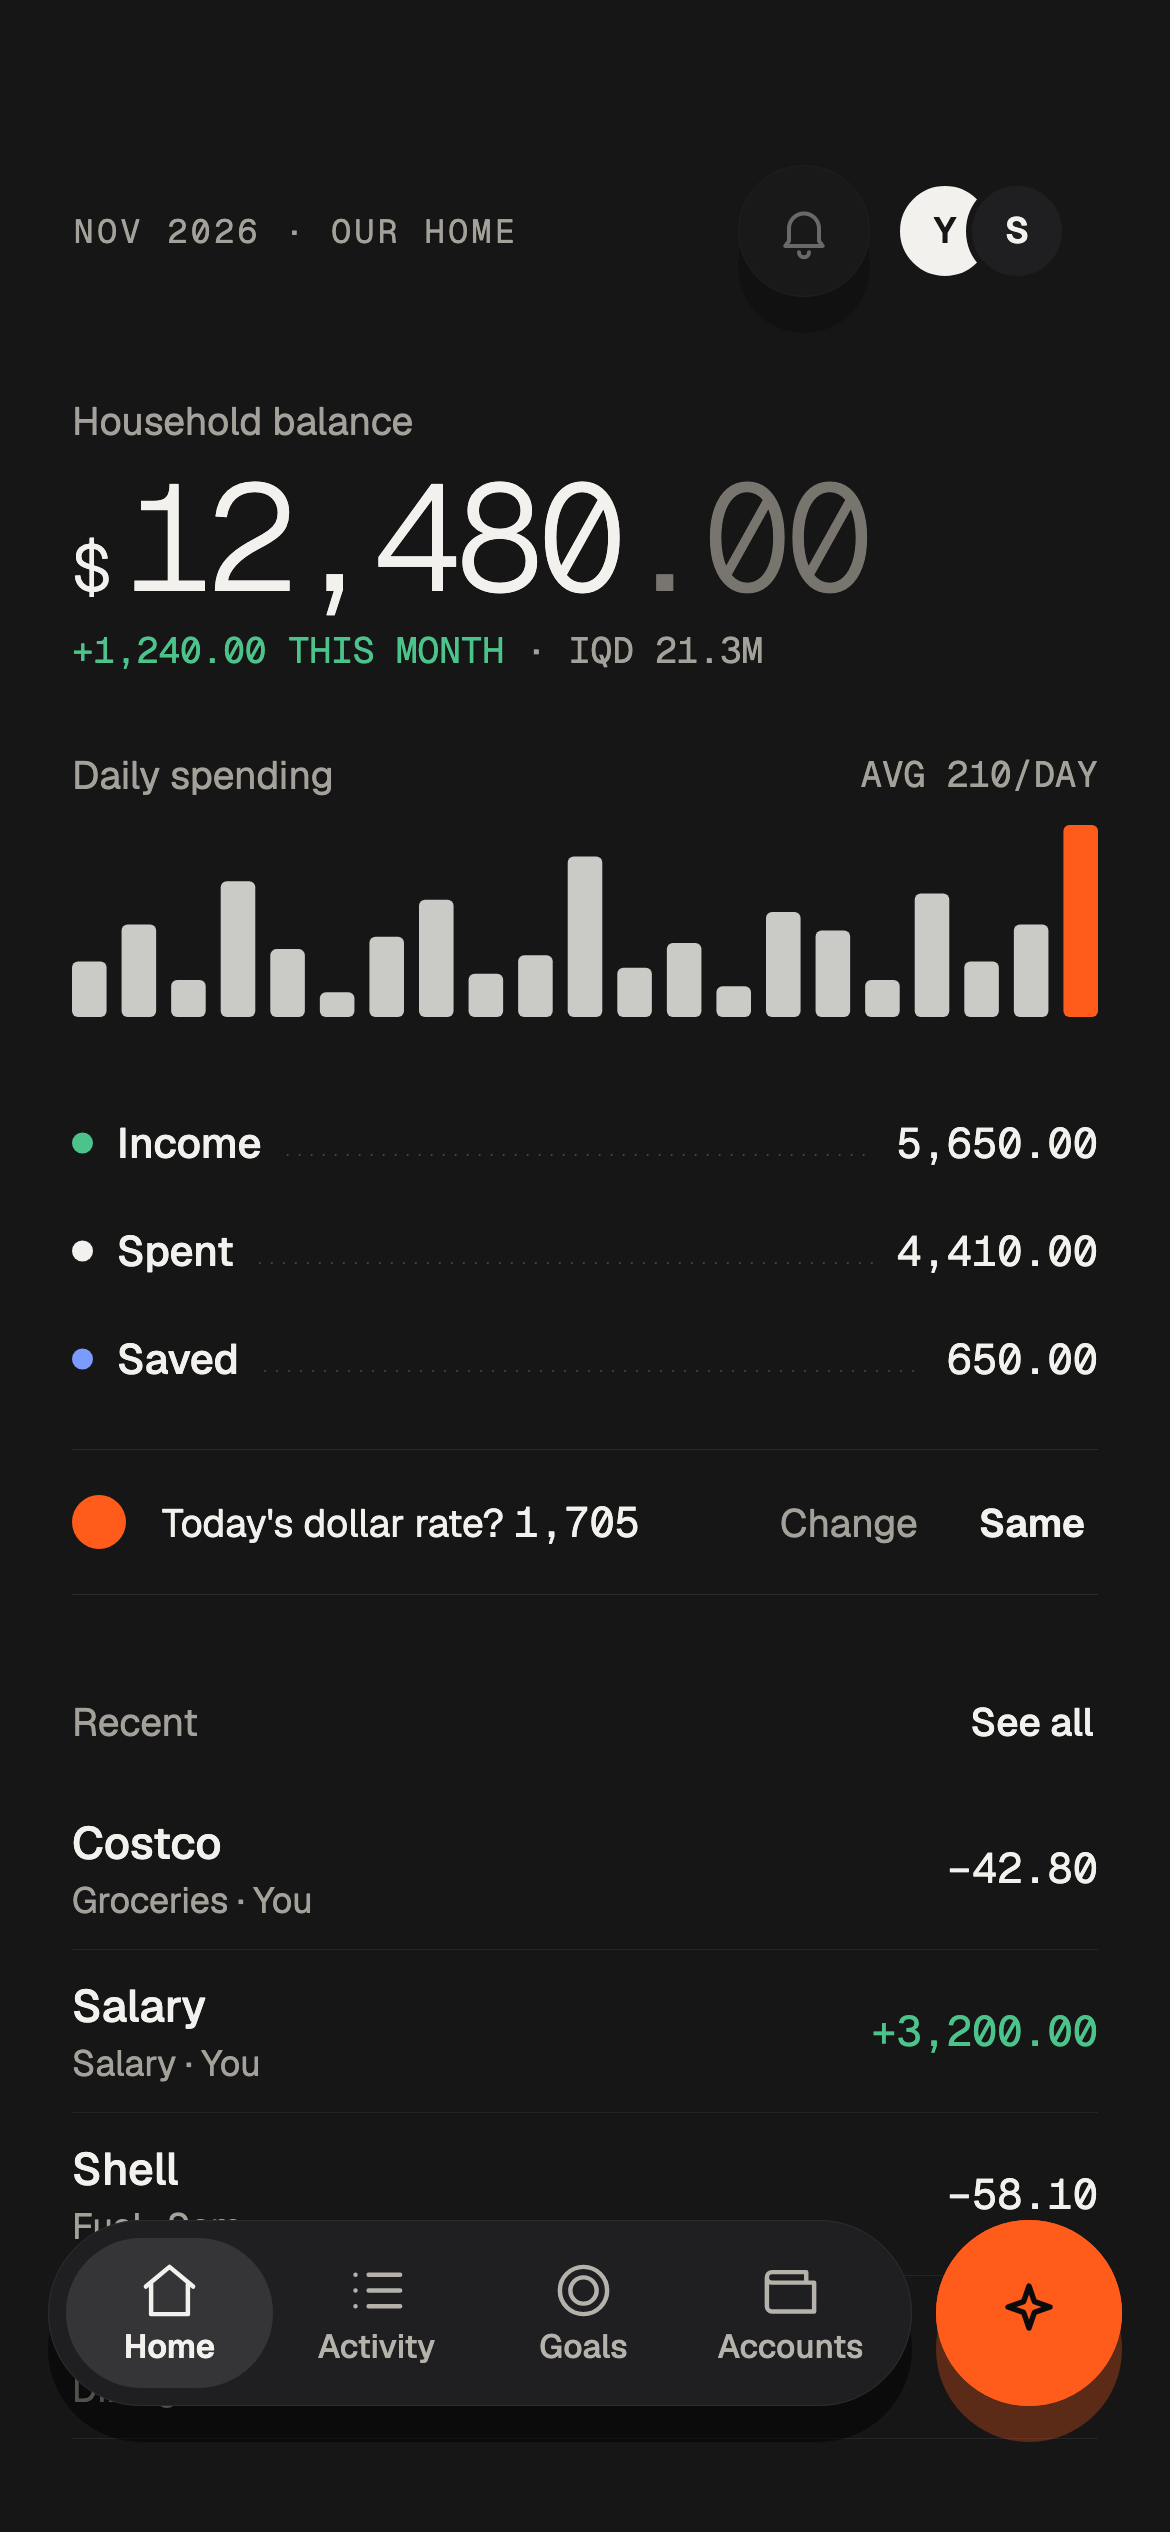 NOV 2026 · OUR HOME
Y S
Household balance
$12,480.00
+1,240.00 THIS MONTH · IQD 21.3M
Daily spending AVG 210/DAY
Income 5,650.00
Spent 4,410.00
Saved 650.00
Today's dollar rate? 1,705 Change Same
Recent See all
Costco
−42.80
Groceries · You
Salary
+3,200.00
Salary · You
Shell
−58.10
Home Activity Goals Accounts